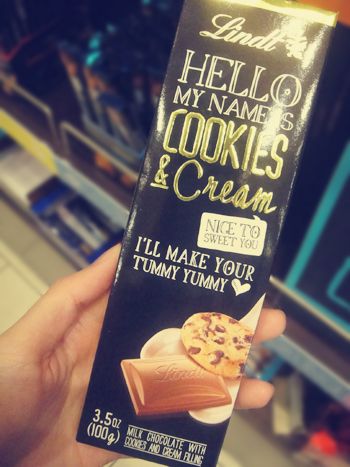 Lindt
HELLO
MY NAME IS
COOKIES
& Cream
NICE TO
SWEET YOU
I'LL MAKE YOUR
TUMMY YUMMY
Lindt
3.5oz
(100g)
MILK CHOCOLATE WITH
COOKIES AND CREAM FILLING